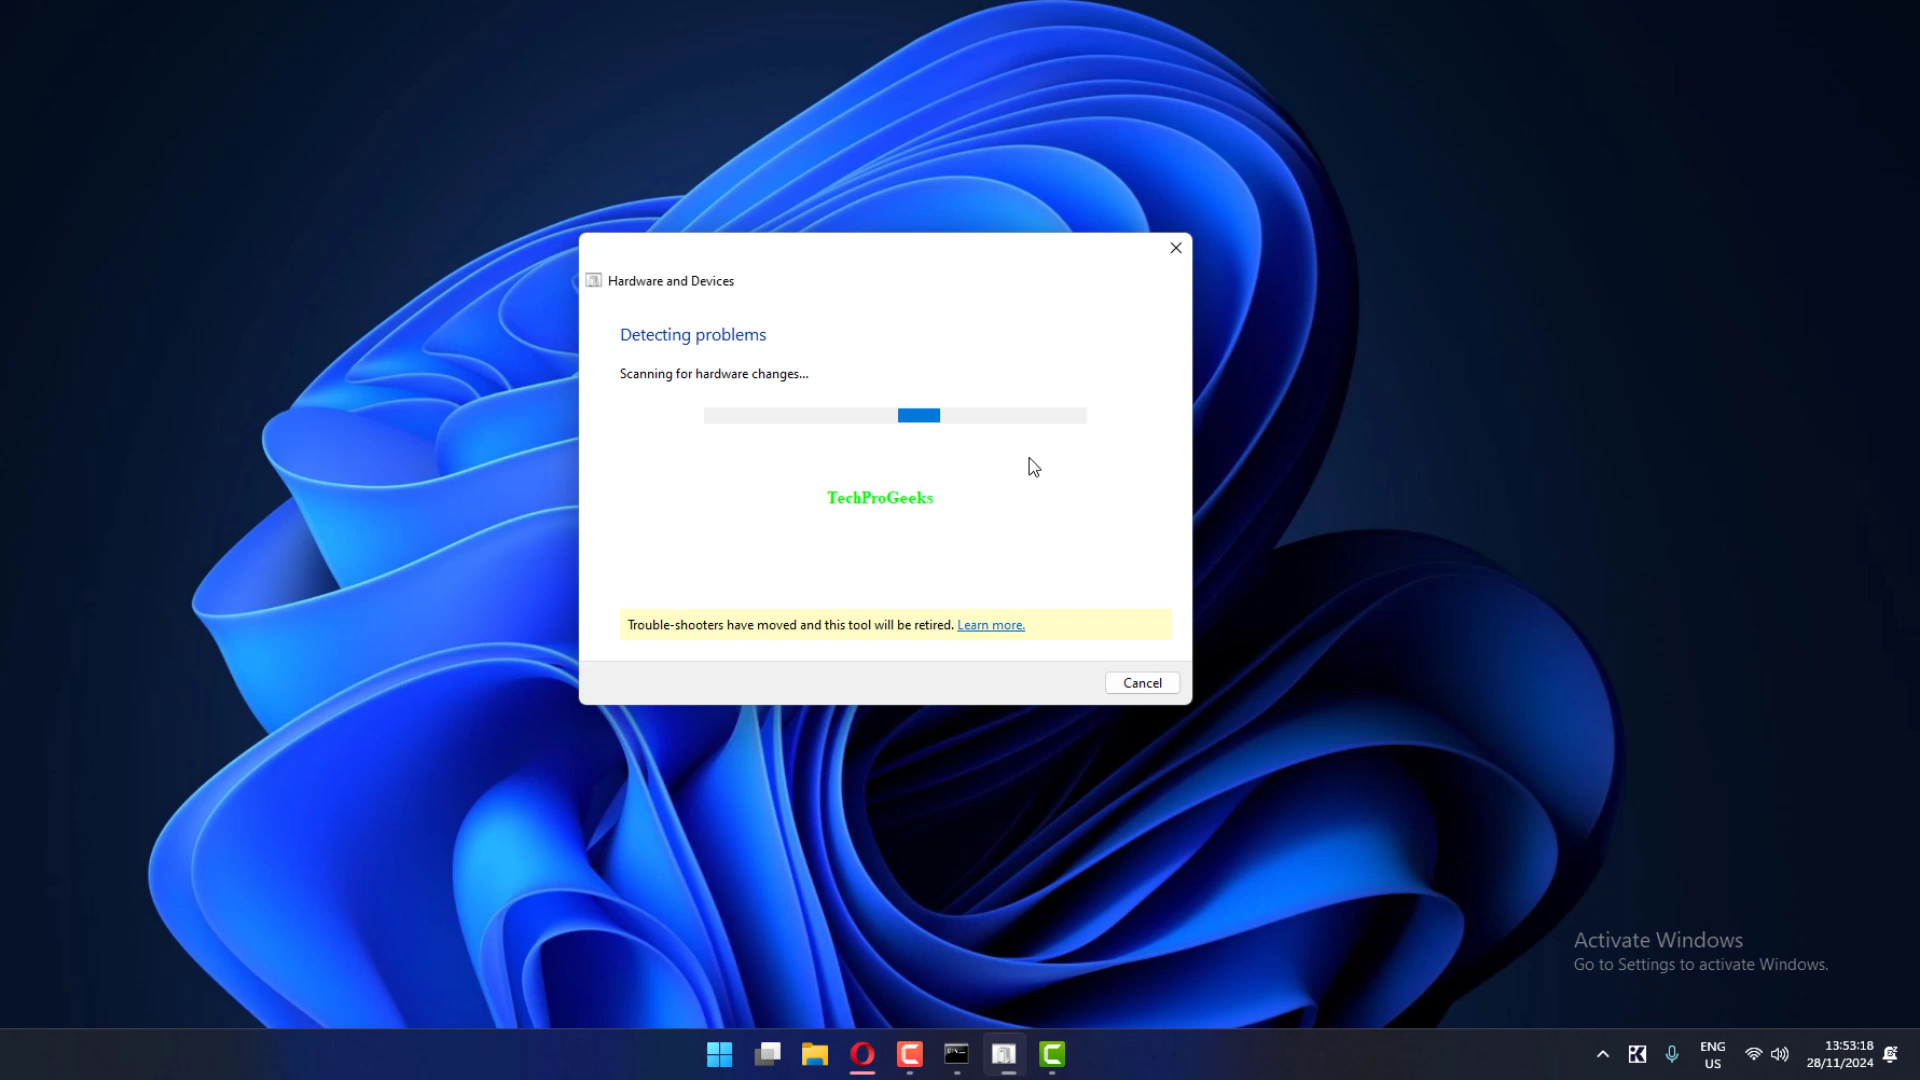 Hardware and Devices
Detecting problems
Scanning for hardware changes...
TechProGeeks
Trouble-shooters have moved and this tool will be retired. Learn more.
Cancel
Activate Windows
Go to Settings to activate Windows.
ENG
US
13:53:18
28/11/2024